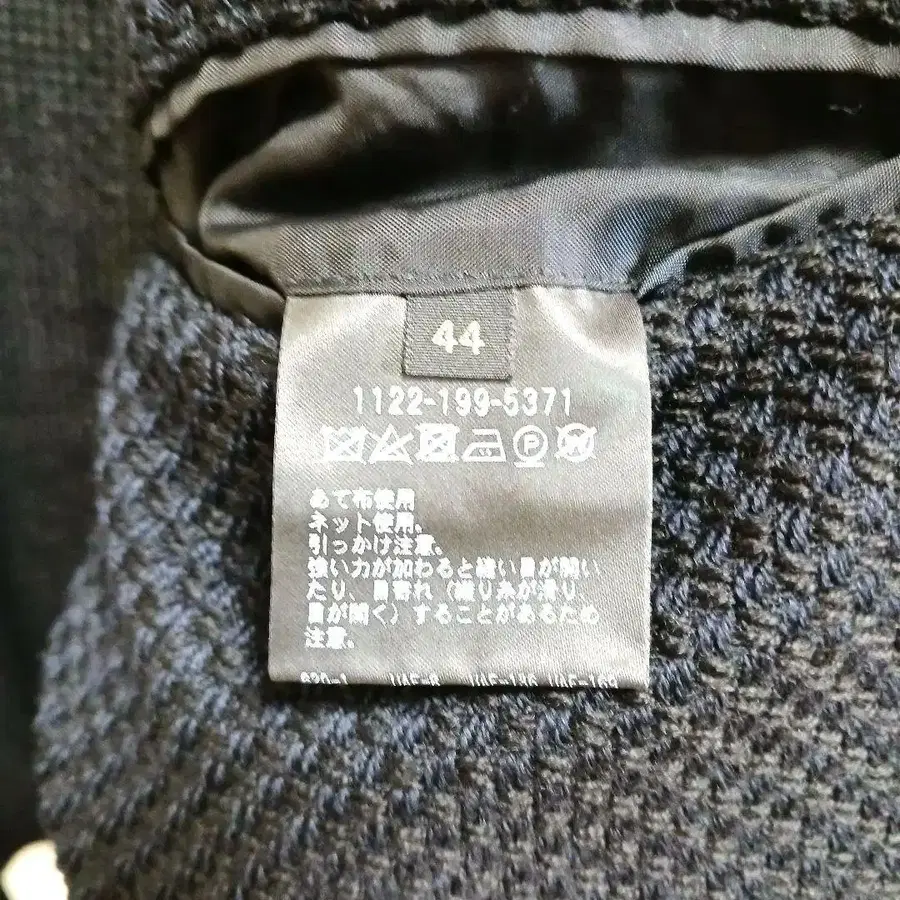 44
1122-199-5371
P W
あて布使用
ネット使用。
引っかけ注意。
強い力が加わると縫い目が開い
たり、目寄れ（織り糸が滑り、
目が開く）することがあるため
注意。